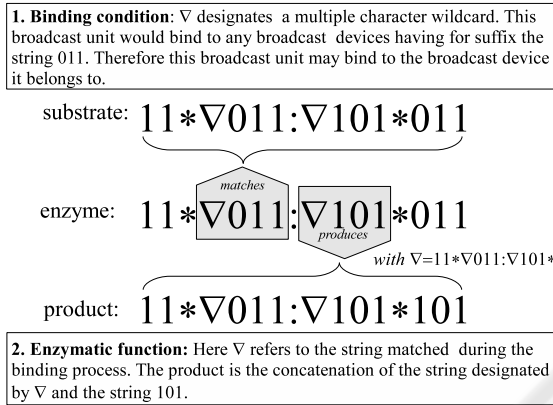 1. Binding condition: ∇ designates a multiple character wildcard. This
broadcast unit would bind to any broadcast devices having for suffix the
string 011. Therefore this broadcast unit may bind to the broadcast device
it belongs to.
substrate: 11*∇011:∇101*011
matches
enzyme: 11*∇011:∇101*011
produces
with ∇=11*∇011:∇101*
product: 11*∇011:∇101*101
2. Enzymatic function: Here ∇ refers to the string matched during the
binding process. The product is the concatenation of the string designated
by ∇ and the string 101.